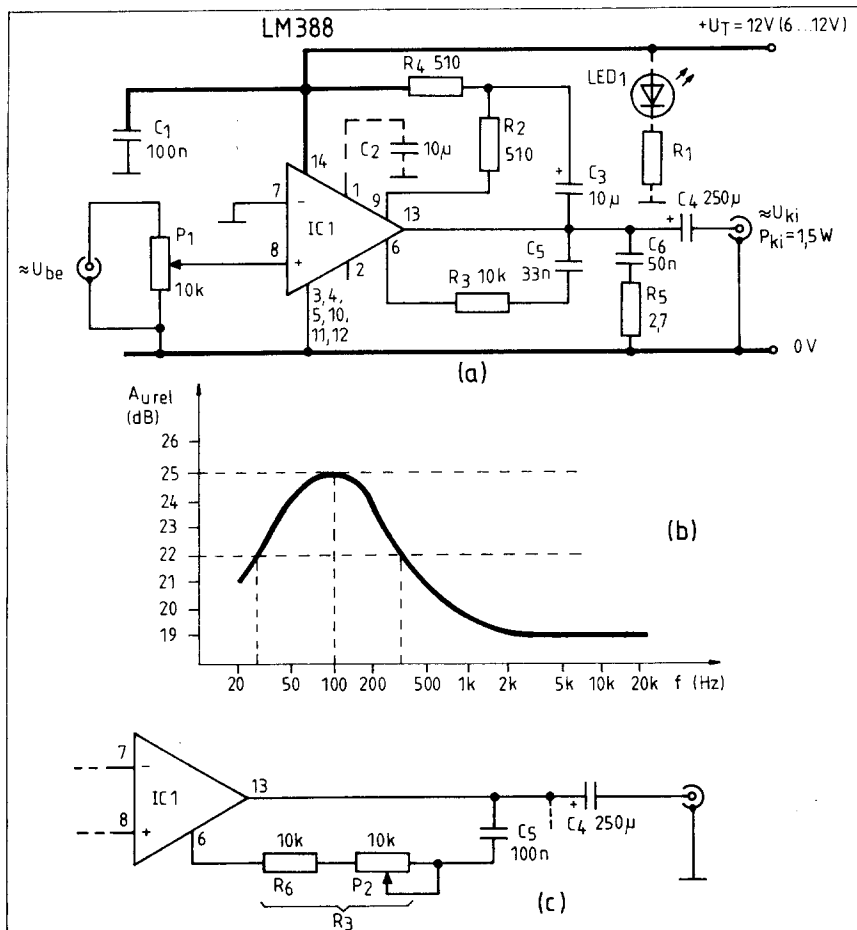 LM388
+U_T = 12V (6...12V)
R4 510
LED1
C1
100n
C2
10μ
R2
510
R1
14
1
9
C3
10μ
+
C4 250μ
+
≈U_ki
P_ki = 1,5 W
7
−
IC1
13
P1
10k
8
+
6
2
≈U_be
C5
33n
C6
50n
R3 10k
R5
2,7
3, 4,
5, 10,
11, 12
0 V
(a)
A_u rel
(dB)
26
25
24
23
22
21
20
19
(b)
20 50 100 200 500 1k 2k 5k 10k 20k f (Hz)
7
−
IC1
13
8
+
6
+
C4 250μ
C5
100n
10k
10k
R6
P2
R3
(c)